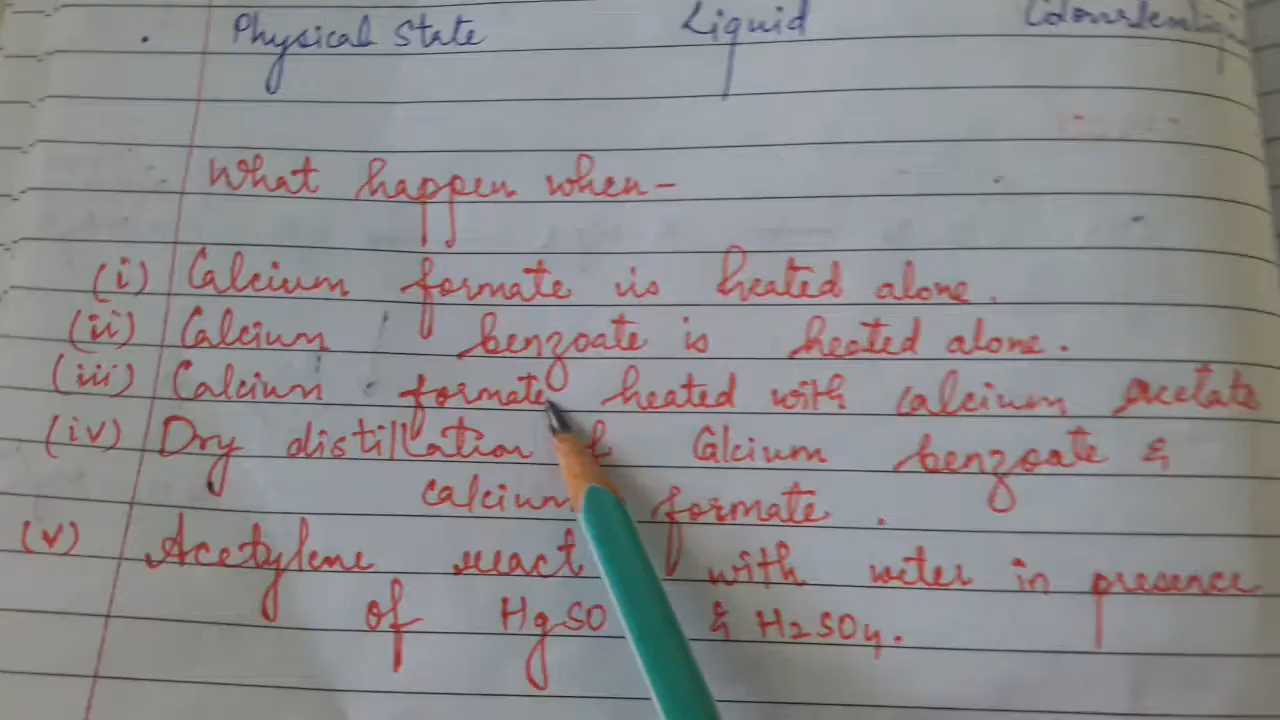 Physical State Liquid
What happen when-
(i) Calcium formate is heated alone.
(ii) Calcium benzoate is heated alone.
(iii) Calcium formate heated with calcium acetate
(iv) Dry distillation Calcium benzoate &
calcium formate.
(v) Acetylene react with water in presence
of HgSO & H2SO4.